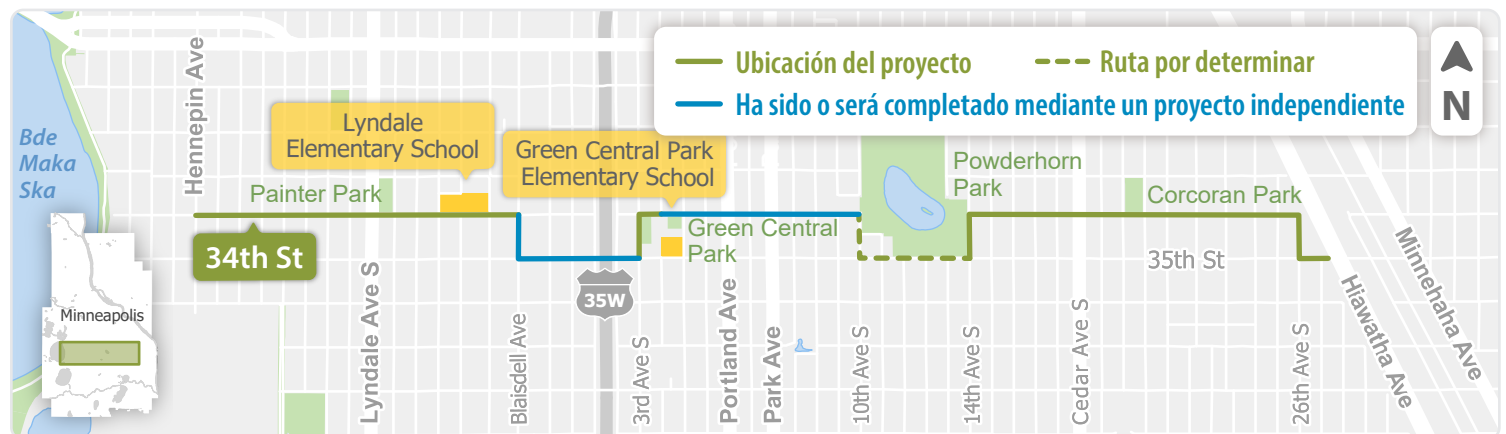 Ubicación del proyecto
Ruta por determinar
Ha sido o será completado mediante un proyecto independiente
N
Bde
Maka
Ska
Hennepin Ave
Lyndale
Elementary School
Green Central Park
Elementary School
Painter Park
Powderhorn
Park
Corcoran Park
34th St
Green Central
Park
35th St
35W
Minneapolis
Lyndale Ave S
Blaisdell Ave
3rd Ave S
Portland Ave
Park Ave
10th Ave S
14th Ave S
Cedar Ave S
26th Ave S
Hiawatha Ave
Minnehaha Ave